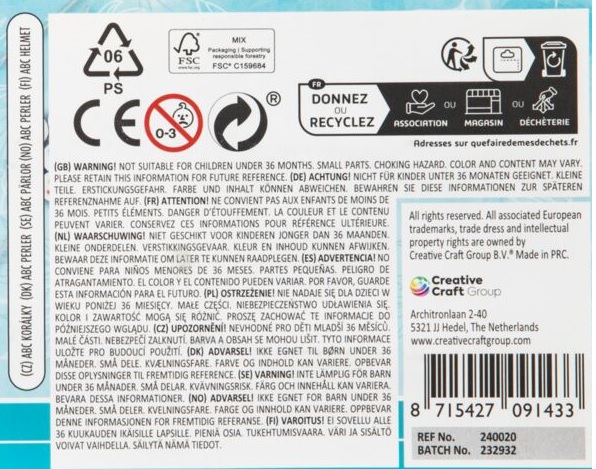 (CZ) ABC KORÁLKY (DK) ABC PERLER (SE) ABC PÄRLOR (NO) ABC PERLER (FI) ABC HELMET
06
PS
FSC
www.fsc.org
MIX
Packaging | Supporting
responsible forestry
FSC® C159684
CE
0-3
FR
DONNEZ
OU
RECYCLEZ
ASSOCIATION
OU
MAGASIN
OU
DÉCHÈTERIE
Adresses sur quefairedemesdechets.fr
(GB) WARNING! NOT SUITABLE FOR CHILDREN UNDER 36 MONTHS. SMALL PARTS. CHOKING HAZARD. COLOR AND CONTENT MAY VARY.
PLEASE RETAIN THIS INFORMATION FOR FUTURE REFERENCE. (DE) ACHTUNG! NICHT FÜR KINDER UNTER 36 MONATEN GEEIGNET. KLEINE
TEILE. ERSTICKUNGSGEFAHR. FARBE UND INHALT KÖNNEN ABWEICHEN. BEWAHREN SIE DIESE INFORMATIONEN ZUR SPÄTEREN
REFERENZNAHME AUF. (FR) ATTENTION! NE CONVIENT PAS AUX ENFANTS DE MOINS DE
36 MOIS. PETITS ÉLÉMENTS. DANGER D'ÉTOUFFEMENT. LA COULEUR ET LE CONTENU
PEUVENT VARIER. CONSERVEZ CES INFORMATIONS POUR RÉFÉRENCE ULTÉRIEURE.
(NL) WAARSCHUWING! NIET GESCHIKT VOOR KINDEREN JONGER DAN 36 MAANDEN.
KLEINE ONDERDELEN. VERSTIKKINGSGEVAAR. KLEUR EN INHOUD KUNNEN AFWIJKEN.
BEWAAR DEZE INFORMATIE OM LATER TE KUNNEN RAADPLEGEN. (ES) ADVERTENCIA! NO
CONVIENE PARA NIÑOS MENORES DE 36 MESES. PARTES PEQUEÑAS. PELIGRO DE
ATRAGANTAMIENTO. EL COLOR Y EL CONTENIDO PUEDEN VARIAR. POR FAVOR, GUARDE
ESTA INFORMACIÓN PARA EL FUTURO. (PL) OSTRZEŻENIE! NIE NADAJE SIĘ DLA DZIECI W
WIEKU PONIŻEJ 36 MIESIĘCY. MAŁE CZĘŚCI. NIEBEZPIECZEŃSTWO UDŁAWIENIA SIĘ.
KOLOR I ZAWARTOŚĆ MOGĄ SIĘ RÓŻNIĆ. PROSZĘ ZACHOWAĆ TE INFORMACJE DO
PÓŹNIEJSZEGO WGLĄDU. (CZ) UPOZORNĚNÍ! NEVHODNÉ PRO DĚTI MLADŠÍ 36 MĚSÍCŮ.
MALÉ ČÁSTI. NEBEZPEČÍ ZALKNUTÍ. BARVA A OBSAH SE MOHOU LIŠIT. TYTO INFORMACE
ULOŽTE PRO BUDOUCÍ POUŽITÍ. (DK) ADVARSEL! IKKE EGNET TIL BØRN UNDER 36
MÅNEDER. SMÅ DELE. KVÆLNINGSFARE. FARVE OG INDHOLD KAN VARIERE. OPBEVAR
DISSE OPLYSNINGER TIL FREMTIDIG REFERENCE. (SE) VARNING! INTE LÄMPLIG FÖR BARN
UNDER 36 MÅNADER. SMÅ DELAR. KVÄVNINGSRISK. FÄRG OCH INNEHÅLL KAN VARIERA.
BEVARA DESSA INFORMATIONER. (NO) ADVARSEL! IKKE EGNET FOR BARN UNDER 36
MÅNEDER. SMÅ DELER. KVELNINGSFARE. FARGE OG INNHOLD KAN VARIERE. OPPBEVAR
DENNE INFORMASJONEN FOR FREMTIDIG REFERANSE. (FI) VAROITUS! EI SOVELLU ALLE
36 KUUKAUDEN IKÄISILLE LAPSILLE. PIENIÄ OSIA. TUKEHTUMISVAARA. VÄRI JA SISÄLTÖ
VOIVAT VAIHDELLA. SÄILYTÄ NÄMÄ TIEDOT.
All rights reserved. All associated European
trademarks, trade dress and intellectual
property rights are owned by
Creative Craft Group B.V.® Made in PRC.
Creative
Craft Group
Architronlaan 2-40
5321 JJ Hedel, The Netherlands
www.creativecraftgroup.com
8 715427 091433
REF No. 240020
BATCH No. 232932